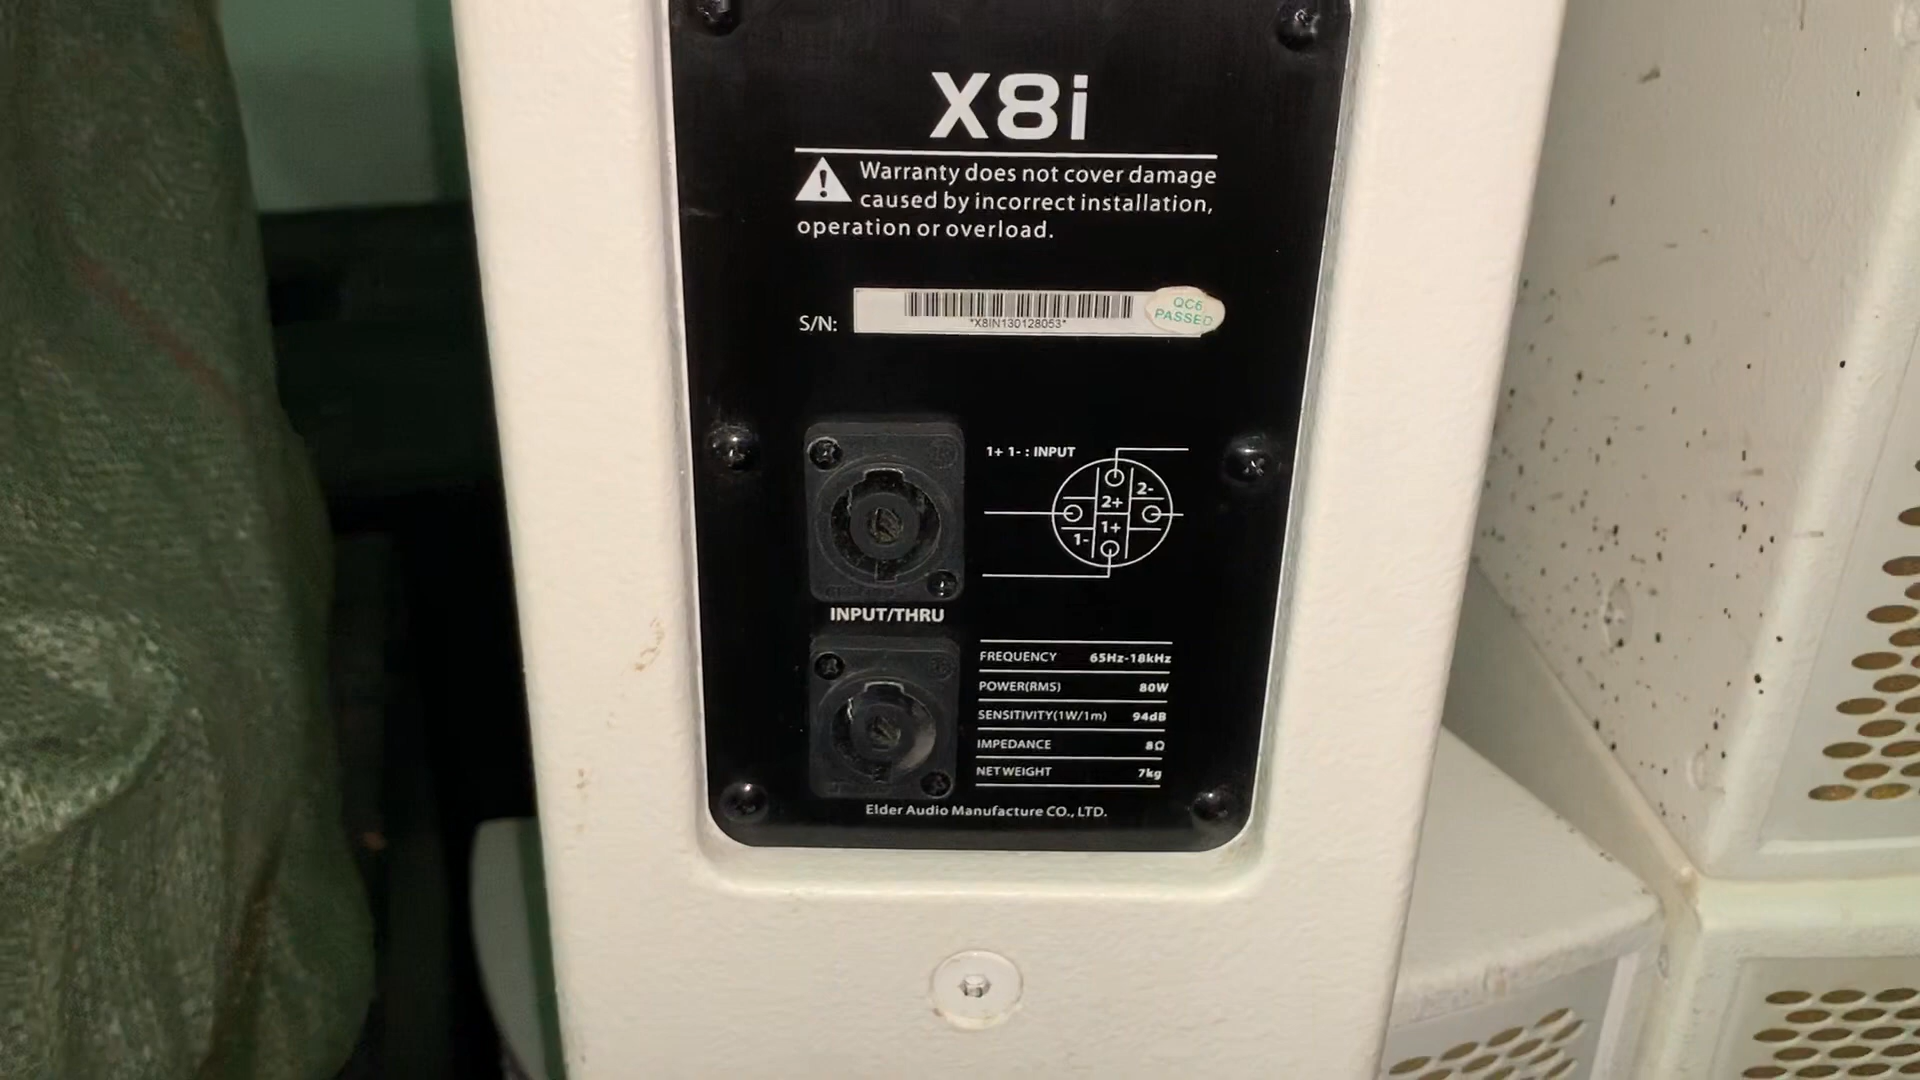 X8i
Warranty does not cover damage
caused by incorrect installation,
operation or overload.
S/N:
*X8IN130128053*
QC6
PASSED
1+ 1- : INPUT
2-
2+
1+
1-
INPUT/THRU
FREQUENCY 65Hz-18kHz
POWER(RMS) 80W
SENSITIVITY(1W/1m) 94dB
IMPEDANCE 8Ω
NET WEIGHT 7kg
Elder Audio Manufacture CO., LTD.